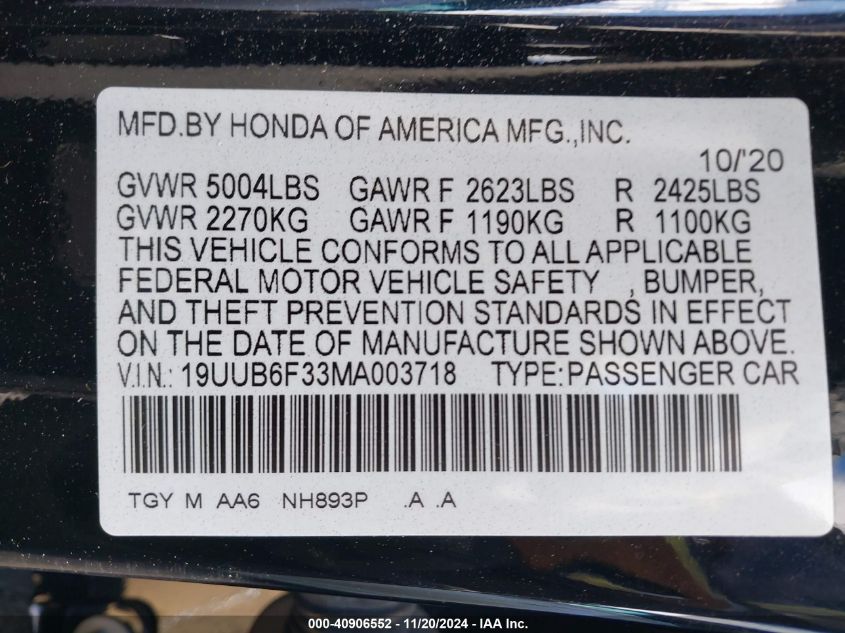 MFD.BY HONDA OF AMERICA MFG.,INC.
10/'20
GVWR 5004LBS GAWR F 2623LBS R 2425LBS
GVWR 2270KG GAWR F 1190KG R 1100KG
THIS VEHICLE CONFORMS TO ALL APPLICABLE
FEDERAL MOTOR VEHICLE SAFETY , BUMPER,
AND THEFT PREVENTION STANDARDS IN EFFECT
ON THE DATE OF MANUFACTURE SHOWN ABOVE.
V.I.N.: 19UUB6F33MA003718 TYPE:PASSENGER CAR
TGY M AA6 NH893P .A .A
000-40906552 - 11/20/2024 - IAA Inc.